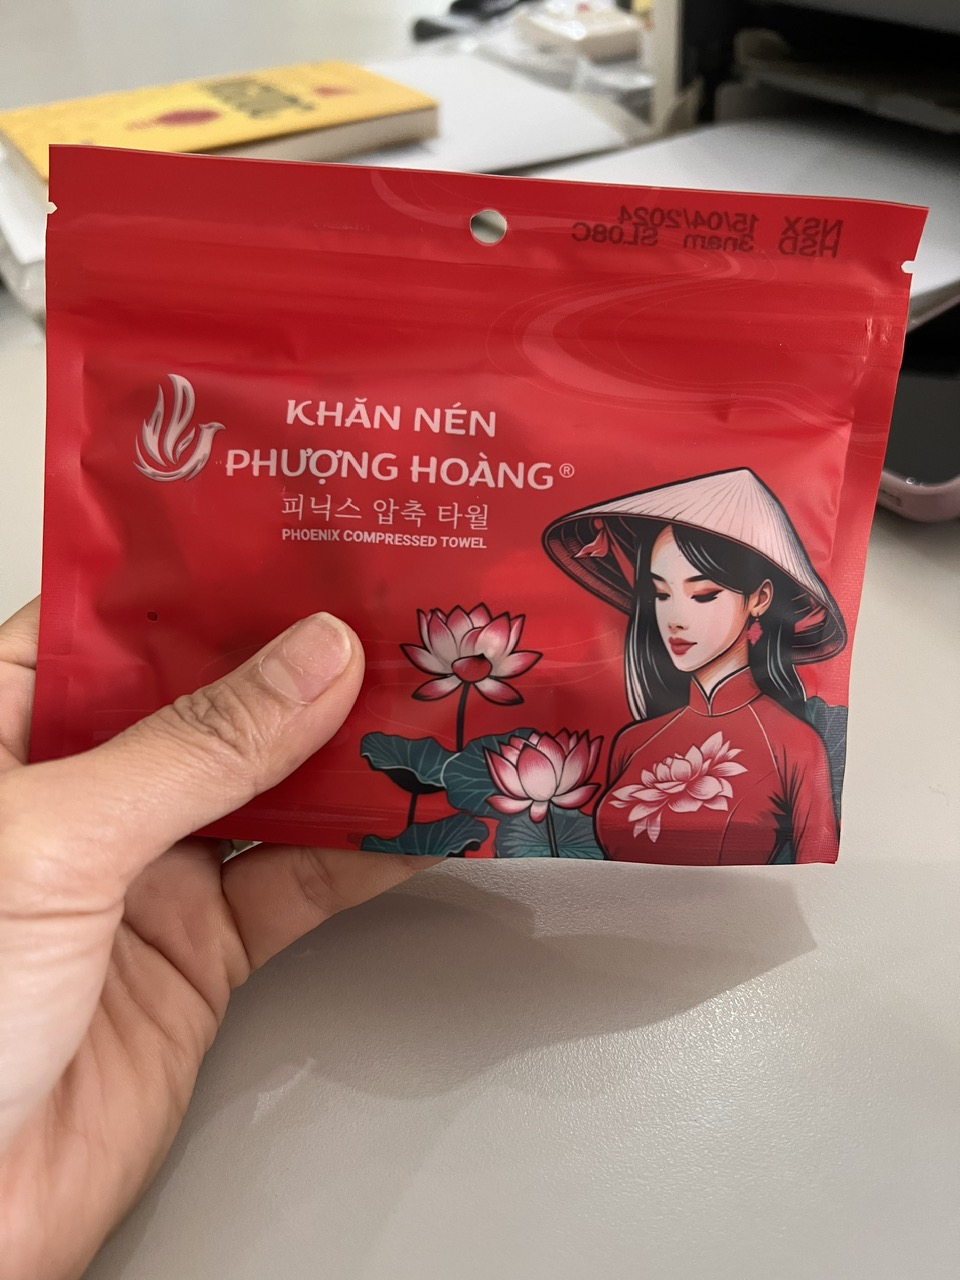 NSX 15/04/2024
HSD 3nam SL08C
KHĂN NÉN
PHƯỢNG HOÀNG®
피닉스 압축 타월
PHOENIX COMPRESSED TOWEL